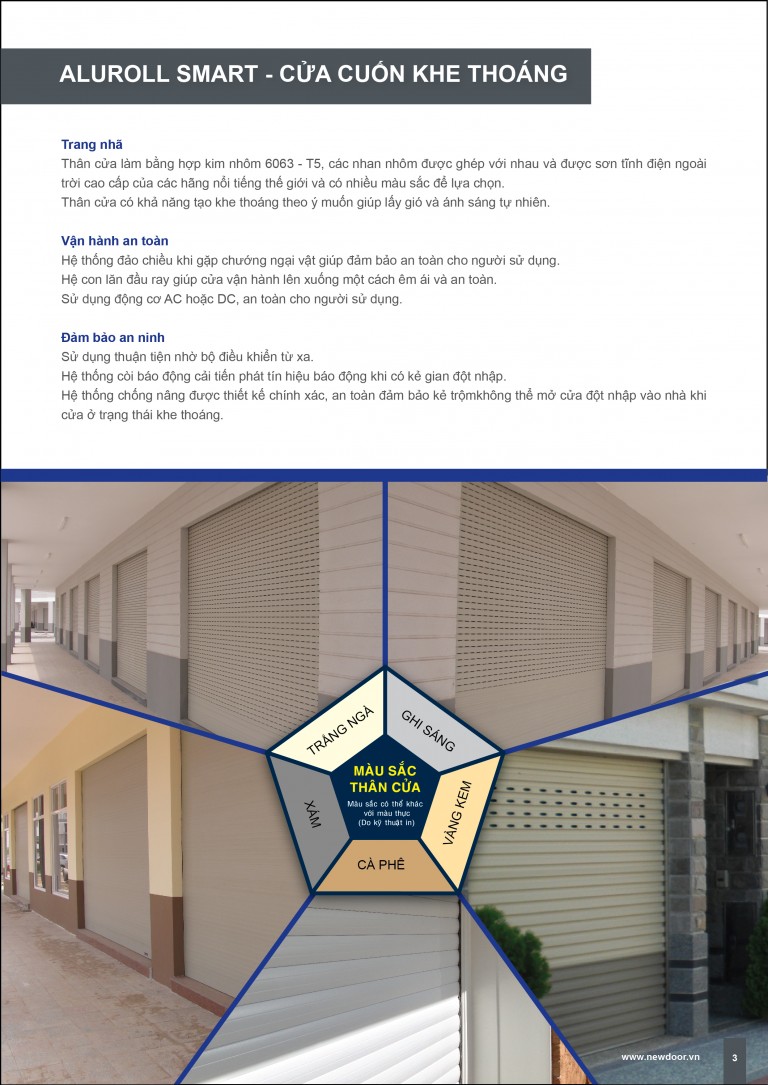 ALUROLL SMART - CỬA CUỐN KHE THOÁNG
Trang nhã
Thân cửa làm bằng hợp kim nhôm 6063 - T5, các nhan nhôm được ghép với nhau và được sơn tĩnh điện ngoài
trời cao cấp của các hãng nổi tiếng thế giới và có nhiều màu sắc để lựa chọn.
Thân cửa có khả năng tạo khe thoáng theo ý muốn giúp lấy gió và ánh sáng tự nhiên.
Vận hành an toàn
Hệ thống đảo chiều khi gặp chướng ngại vật giúp đảm bảo an toàn cho người sử dụng.
Hệ con lăn đầu ray giúp cửa vận hành lên xuống một cách êm ái và an toàn.
Sử dụng động cơ AC hoặc DC, an toàn cho người sử dụng.
Đảm bảo an ninh
Sử dụng thuận tiện nhờ bộ điều khiển từ xa.
Hệ thống còi báo động cải tiến phát tín hiệu báo động khi có kẻ gian đột nhập.
Hệ thống chống nâng được thiết kế chính xác, an toàn đảm bảo kẻ trộmkhông thể mở cửa đột nhập vào nhà khi
cửa ở trạng thái khe thoáng.
TRẮNG NGÀ
GHI SÁNG
MÀU SẮC
THÂN CỬA
Màu sắc có thể khác
với màu thực
(Do kỹ thuật in)
XÁM
VÀNG KEM
CÀ PHÊ
www.newdoor.vn
3